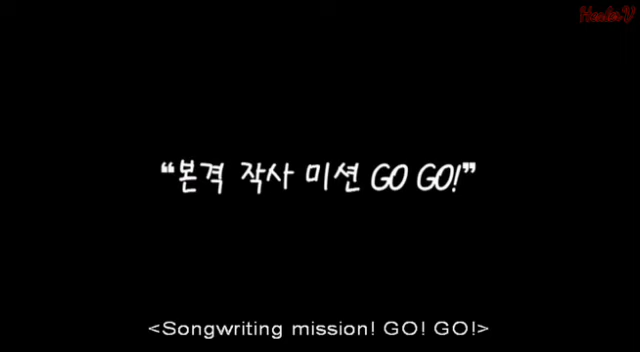 “본격 작사 미션 GO GO!”
<Songwriting mission! GO! GO!>